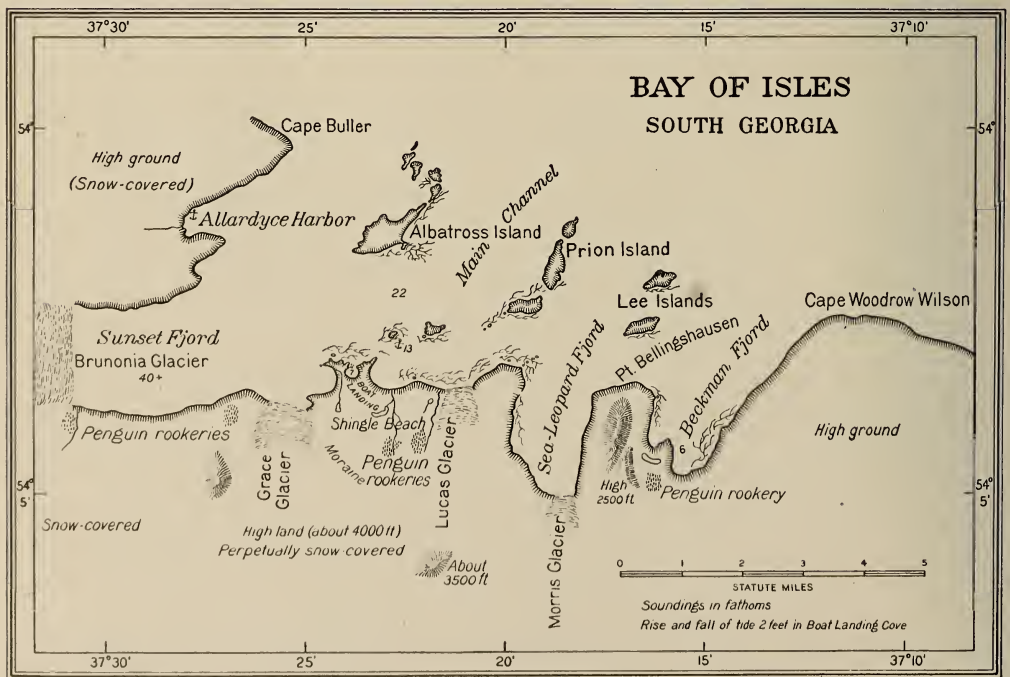 37°30'
25'
20'
15'
37°10'
BAY OF ISLES
SOUTH GEORGIA
54°
54°
Cape Buller
High ground
(Snow-covered)
Allardyce Harbor
Albatross Island
Main Channel
Prion Island
22
Lee Islands
Cape Woodrow Wilson
Sunset Fjord
13
Pt. Bellingshausen
Brunonia Glacier
40+
BOAT
LANDING
Sea-Leopard Fjord
Beckman Fjord
Shingle Beach
Penguin rookeries
High ground
6
Grace
Glacier
Moraine
Penguin
rookeries
Lucas Glacier
54°
5'
High
2500 ft
Penguin rookery
54°
5'
Snow-covered
High land (about 4000 ft)
Perpetually snow-covered
About
3500 ft
Morris Glacier
0 1 2 3 4 5
STATUTE MILES
Soundings in fathoms
Rise and fall of tide 2 feet in Boat Landing Cove
37°30'
25'
20'
15'
37°10'